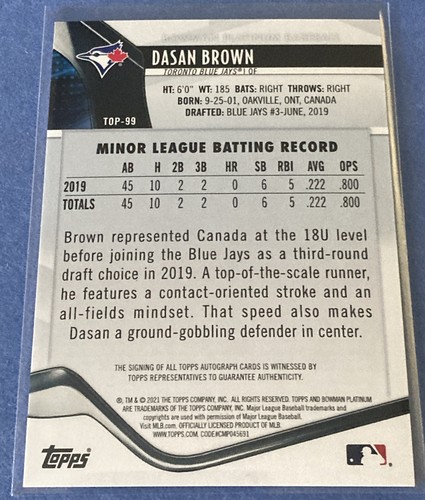 DASAN BROWN
TORONTO BLUE JAYS | OF
HT: 6'0" WT: 185 BATS: RIGHT THROWS: RIGHT
BORN: 9-25-01, OAKVILLE, ONT, CANADA
DRAFTED: BLUE JAYS #3-JUNE, 2019
TOP-99
MINOR LEAGUE BATTING RECORD
AB H 2B 3B HR SB RBI AVG OPS
2019 45 10 2 2 0 6 5 .222 .800
TOTALS 45 10 2 2 0 6 5 .222 .800
Brown represented Canada at the 18U level
before joining the Blue Jays as a third-round
draft choice in 2019. A top-of-the-scale runner,
he features a contact-oriented stroke and an
all-fields mindset. That speed also makes
Dasan a ground-gobbling defender in center.
THE SIGNING OF ALL TOPPS AUTOGRAPH CARDS IS WITNESSED BY
TOPPS REPRESENTATIVES TO GUARANTEE AUTHENTICITY.
®, TM & © 2021 THE TOPPS COMPANY, INC. ALL RIGHTS RESERVED. TOPPS AND BOWMAN PLATINUM
ARE TRADEMARKS OF THE TOPPS COMPANY, INC. Major League Baseball trademarks and
copyrights are used with permission of Major League Baseball.
Visit MLB.com. OFFICIALLY LICENSED PRODUCT OF MLB.
WWW.TOPPS.COM, CODE#CMP045691
TOPPS